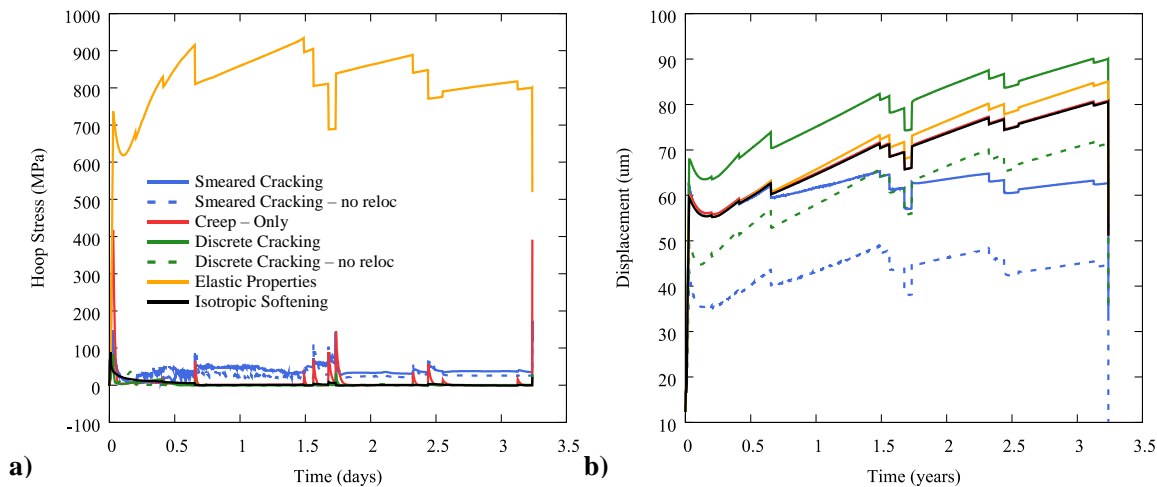 1000
900
800
700
600
500
400
300
200
100
0
-100
Hoop Stress (MPa)
Smeared Cracking
Smeared Cracking – no reloc
Creep – Only
Discrete Cracking
Discrete Cracking – no reloc
Elastic Properties
Isotropic Softening
0 0.5 1 1.5 2 2.5 3 3.5
Time (days)
a)
100
90
80
70
60
50
40
30
20
10
Displacement (um)
0 0.5 1 1.5 2 2.5 3 3.5
Time (years)
b)